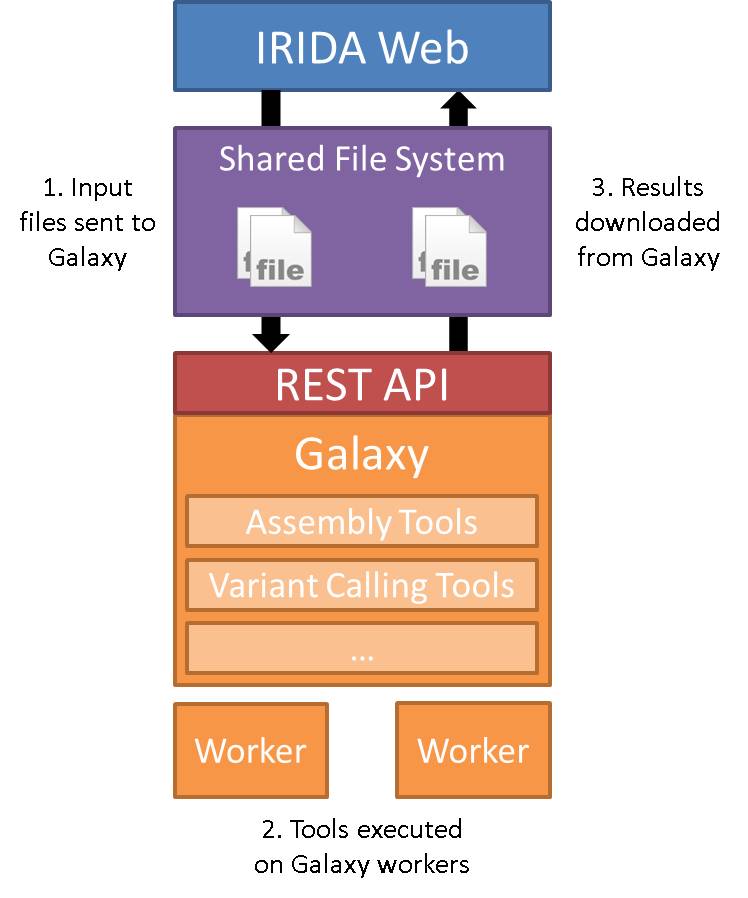 IRIDA Web
Shared File System
1. Input
files sent to
Galaxy
file
file
3. Results
downloaded
from Galaxy
REST API
Galaxy
Assembly Tools
Variant Calling Tools
...
Worker
Worker
2. Tools executed
on Galaxy workers